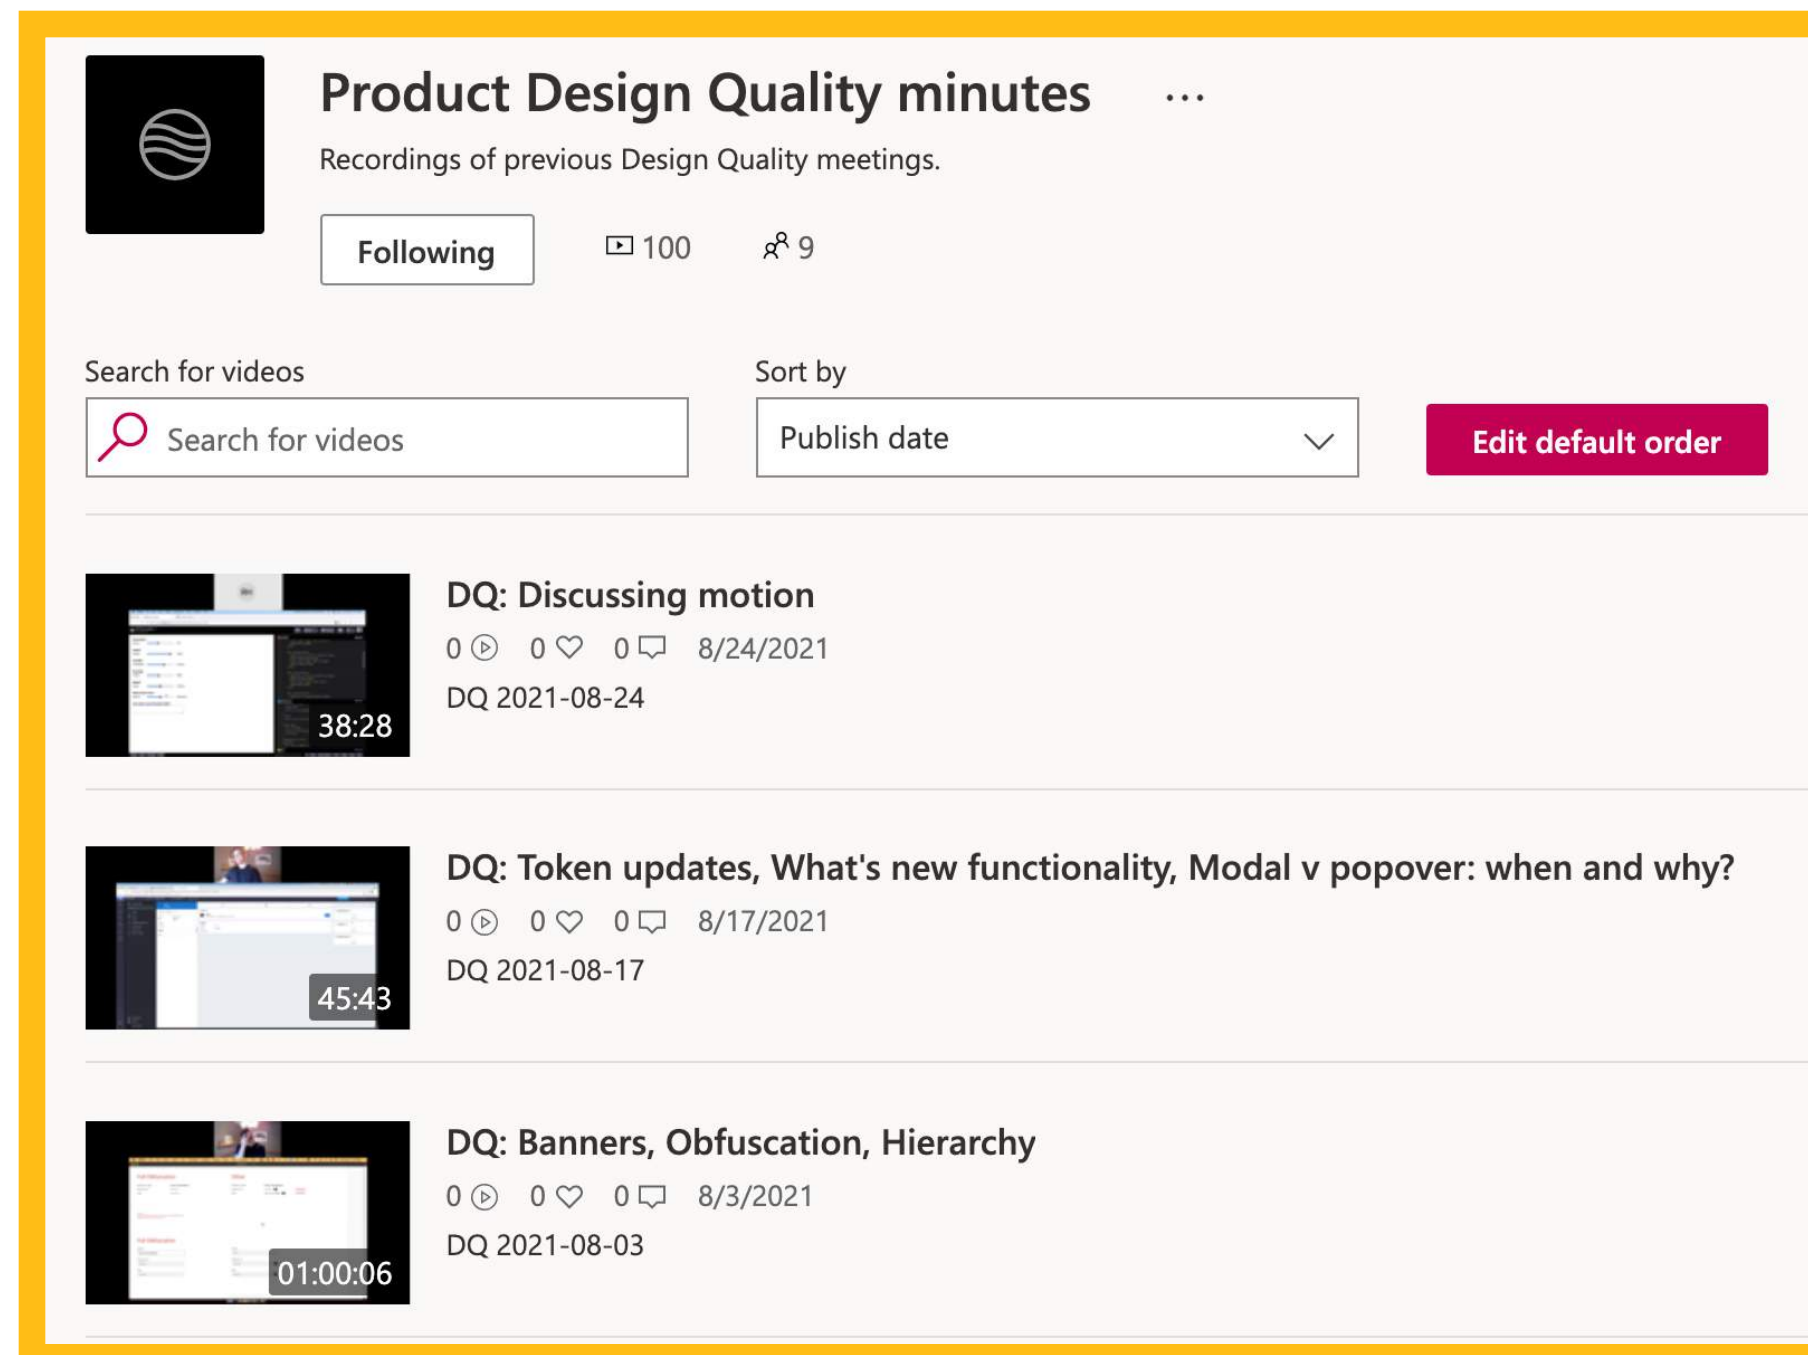 Product Design Quality minutes ...
Recordings of previous Design Quality meetings.
Following 100 9
Search for videos Sort by
Search for videos Publish date Edit default order
DQ: Discussing motion
0 0 0 8/24/2021
DQ 2021-08-24
38:28
DQ: Token updates, What's new functionality, Modal v popover: when and why?
0 0 0 8/17/2021
DQ 2021-08-17
45:43
DQ: Banners, Obfuscation, Hierarchy
0 0 0 8/3/2021
DQ 2021-08-03
01:00:06